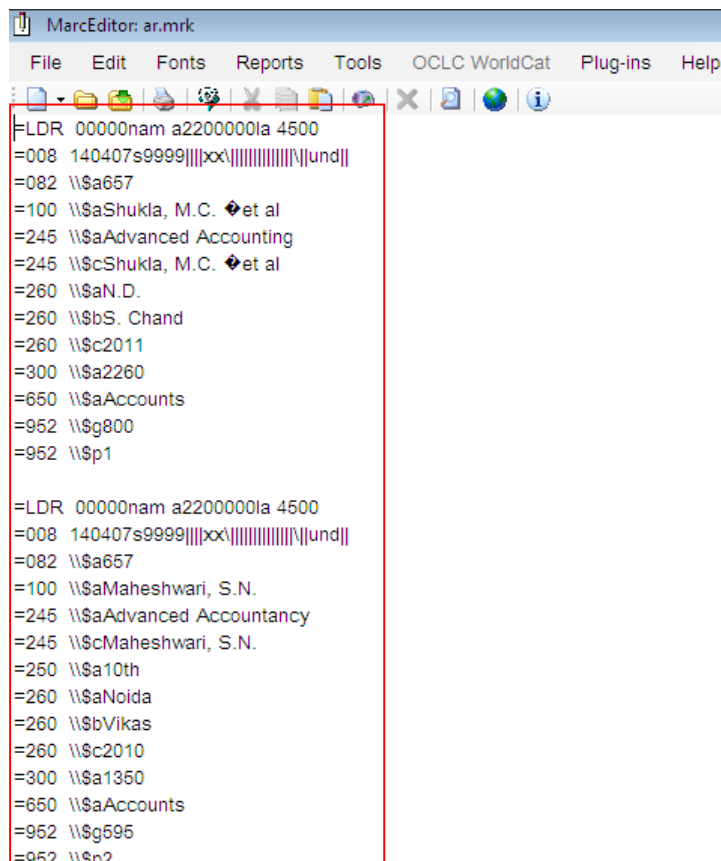 MarcEditor: ar.mrk
File Edit Fonts Reports Tools OCLC WorldCat Plug-ins Help
=LDR 00000nam a2200000Ia 4500
=008 140407s9999||||xx\||||||||||||||\||und||
=082 \\$a657
=100 \\$aShukla, M.C. �et al
=245 \\$aAdvanced Accounting
=245 \\$cShukla, M.C. �et al
=260 \\$aN.D.
=260 \\$bS. Chand
=260 \\$c2011
=300 \\$a2260
=650 \\$aAccounts
=952 \\$g800
=952 \\$p1
=LDR 00000nam a2200000Ia 4500
=008 140407s9999||||xx\||||||||||||||\||und||
=082 \\$a657
=100 \\$aMaheshwari, S.N.
=245 \\$aAdvanced Accountancy
=245 \\$cMaheshwari, S.N.
=250 \\$a10th
=260 \\$aNoida
=260 \\$bVikas
=260 \\$c2010
=300 \\$a1350
=650 \\$aAccounts
=952 \\$g595
=952 \\$p2